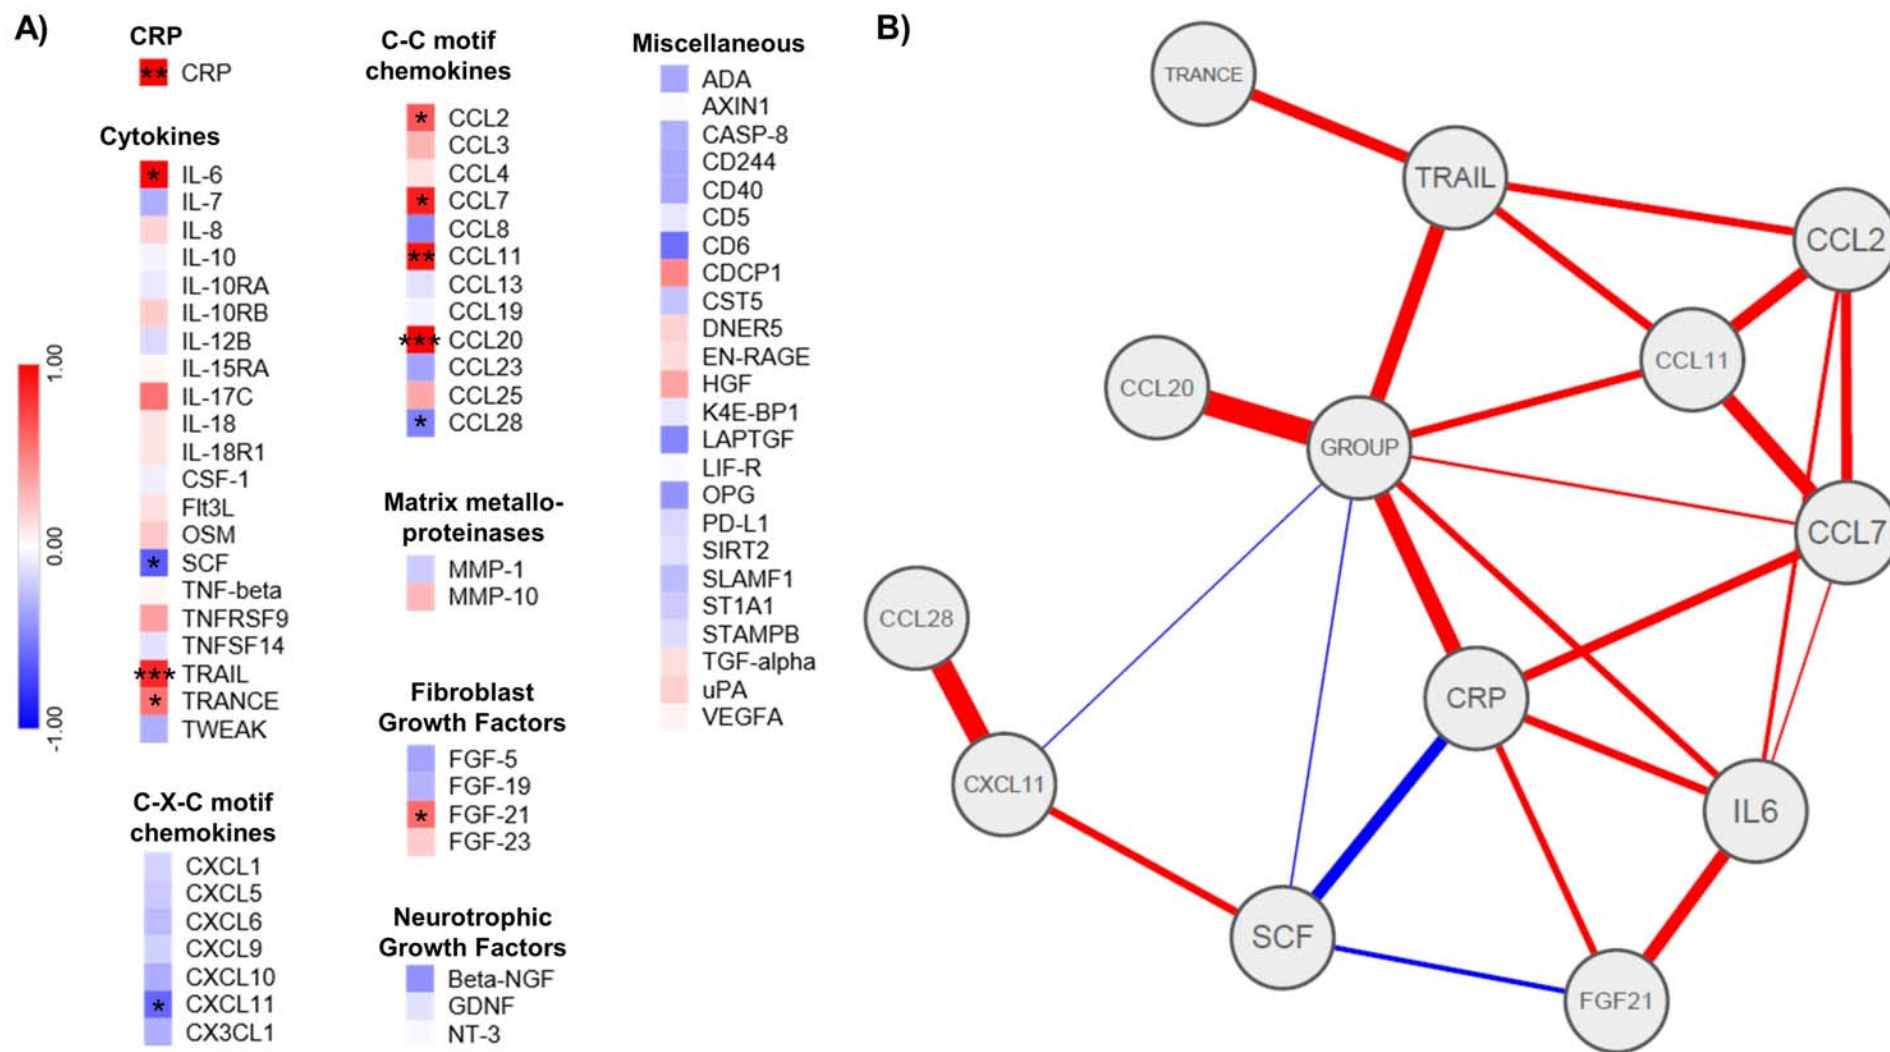 A)
CRP
** CRP
Cytokines
* IL-6
IL-7
IL-8
IL-10
IL-10RA
IL-10RB
IL-12B
IL-15RA
IL-17C
IL-18
IL-18R1
CSF-1
Flt3L
OSM
* SCF
TNF-beta
TNFRSF9
TNFSF14
*** TRAIL
* TRANCE
TWEAK
1.00
0.00
-1.00
C-X-C motif
chemokines
CXCL1
CXCL5
CXCL6
CXCL9
CXCL10
* CXCL11
CX3CL1
C-C motif
chemokines
* CCL2
CCL3
CCL4
* CCL7
CCL8
** CCL11
CCL13
CCL19
*** CCL20
CCL23
CCL25
* CCL28
Matrix metallo-
proteinases
MMP-1
MMP-10
Fibroblast
Growth Factors
FGF-5
FGF-19
* FGF-21
FGF-23
Neurotrophic
Growth Factors
Beta-NGF
GDNF
NT-3
Miscellaneous
ADA
AXIN1
CASP-8
CD244
CD40
CD5
CD6
CDCP1
CST5
DNER5
EN-RAGE
HGF
K4E-BP1
LAPTGF
LIF-R
OPG
PD-L1
SIRT2
SLAMF1
ST1A1
STAMPB
TGF-alpha
uPA
VEGFA
B)
TRANCE
TRAIL
CCL2
CCL11
CCL20
GROUP
CCL7
CCL28
CRP
CXCL11
IL6
SCF
FGF21